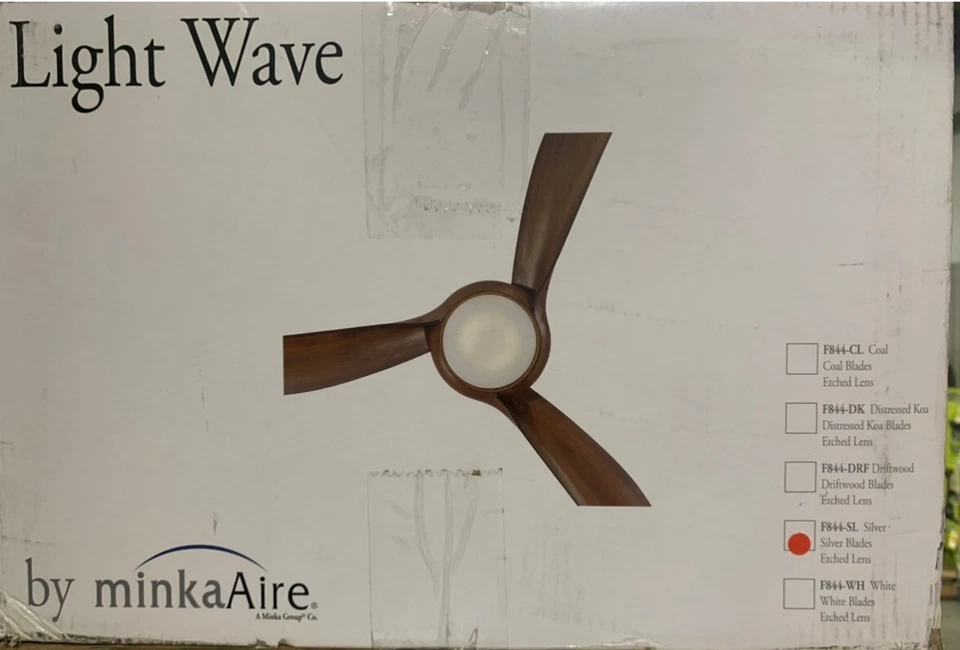 Light Wave
F844-CL Coal
Coal Blades
Etched Lens
F844-DK Distressed Koa
Distressed Koa Blades
Etched Lens
F844-DRF Driftwood
Driftwood Blades
Etched Lens
F844-SL Silver
Silver Blades
Etched Lens
F844-WH White
White Blades
Etched Lens
by minkaAire®
A Minka Group® Co.